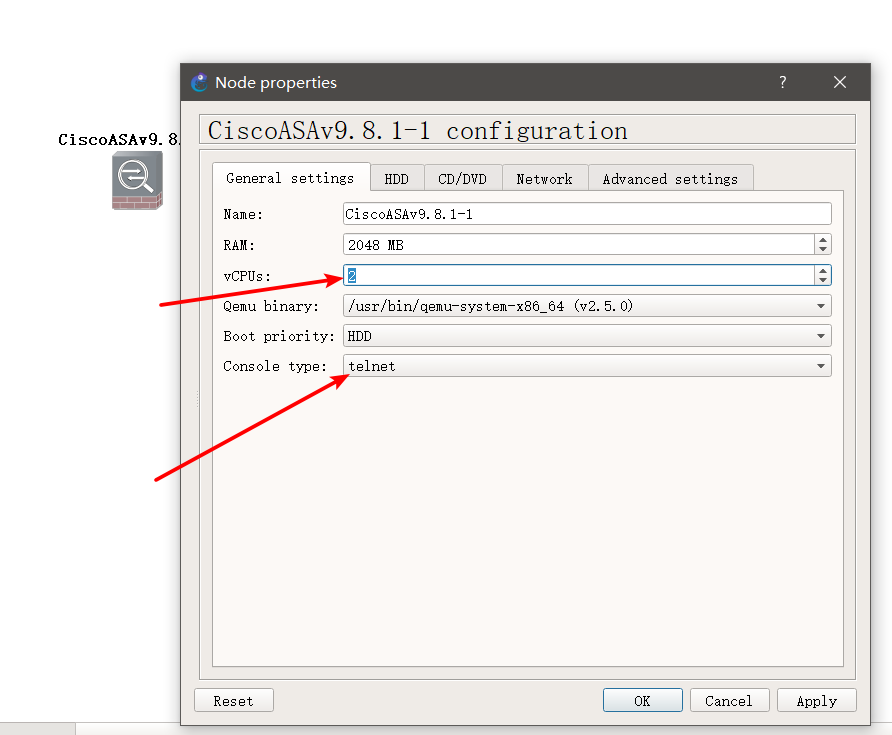 Node properties
?
CiscoASAv9.8.
CiscoASAv9.8.1-1 configuration
General settings HDD CD/DVD Network Advanced settings
Name: CiscoASAv9.8.1-1
RAM: 2048 MB
vCPUs: 2
Qemu binary: /usr/bin/qemu-system-x86_64 (v2.5.0)
Boot priority: HDD
Console type: telnet
Reset OK Cancel Apply